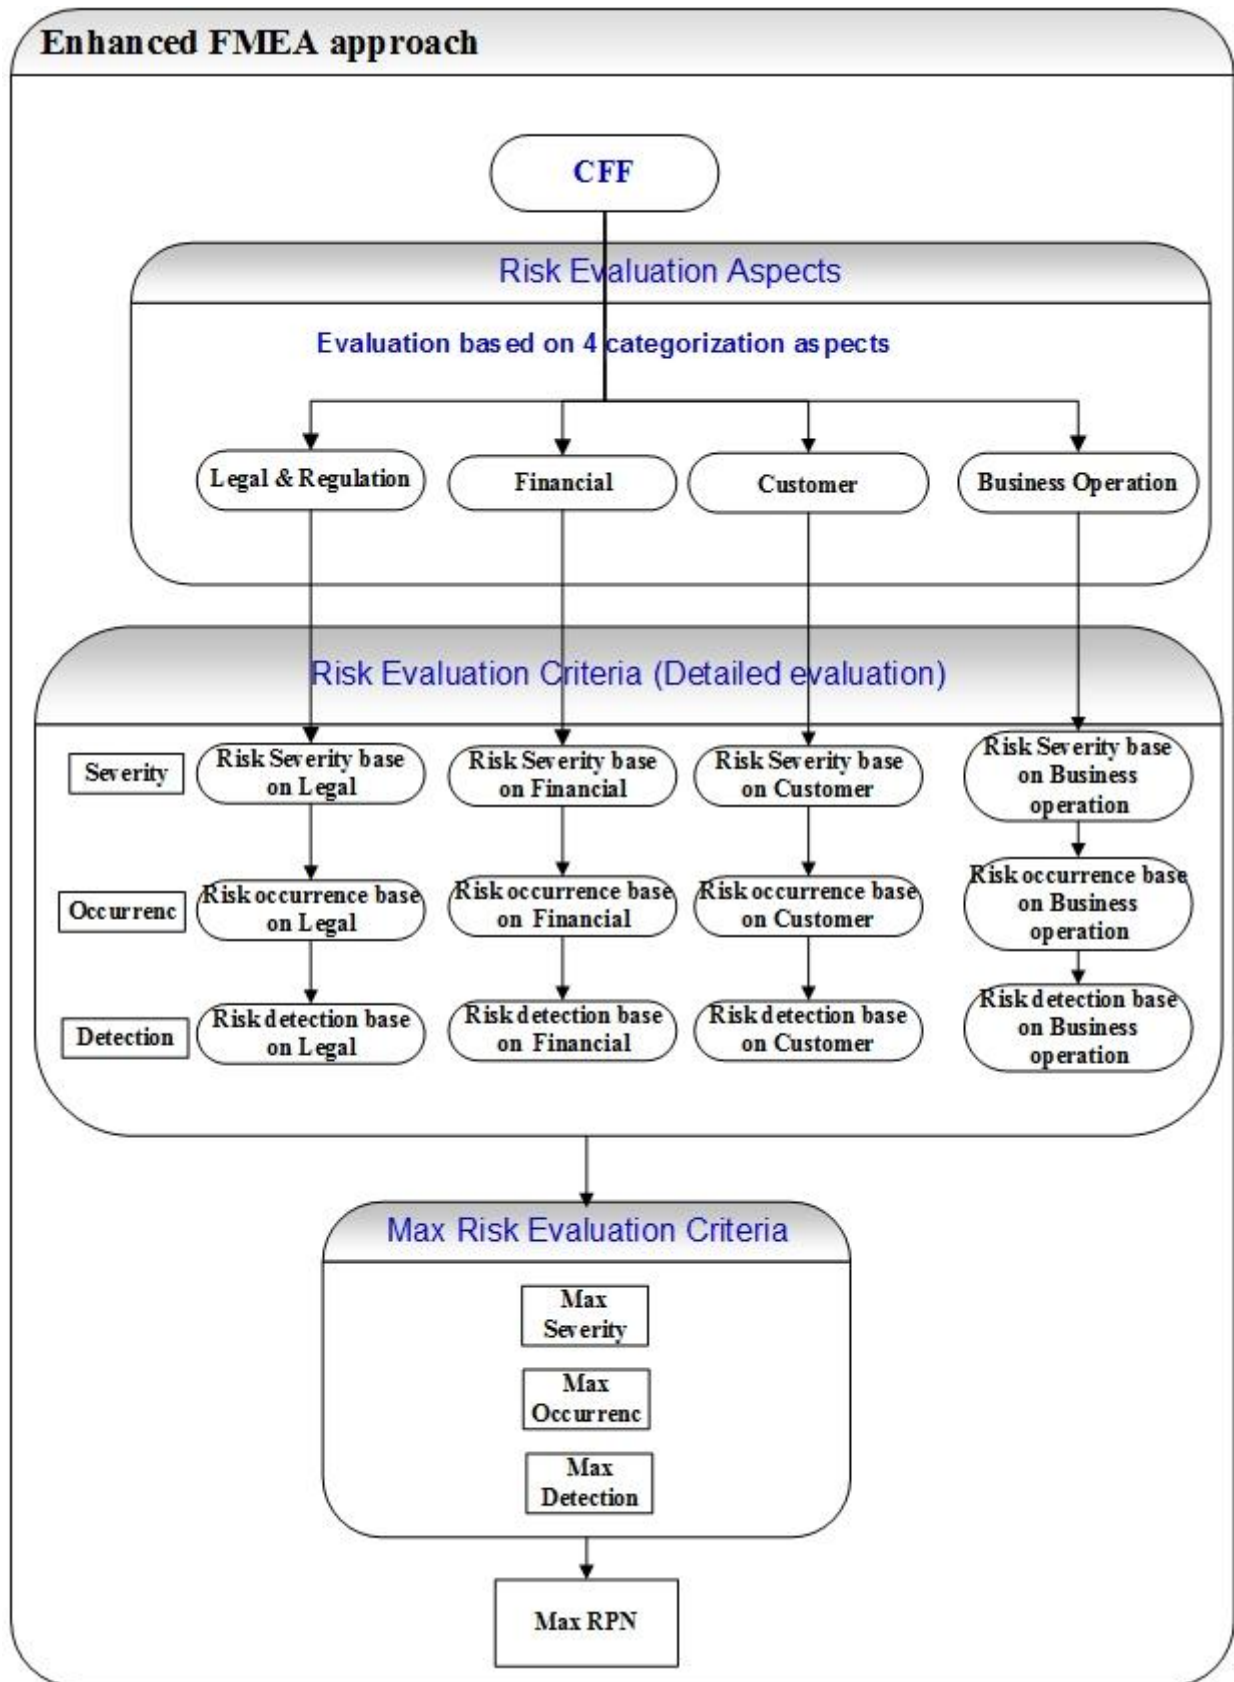 Enhanced FMEA approach
CFF
Risk Evaluation Aspects
Evaluation based on 4 categorization aspects
Legal & Regulation
Financial
Customer
Business Operation
Risk Evaluation Criteria (Detailed evaluation)
Severity
Risk Severity base
on Legal
Risk Severity base
on Financial
Risk Severity base
on Customer
Risk Severity base
on Business
operation
Occurrenc
Risk occurrence base
on Legal
Risk occurrence base
on Financial
Risk occurrence base
on Customer
Risk occurrence base
on Business
operation
Detection
Risk detection base
on Legal
Risk detection base
on Financial
Risk detection base
on Customer
Risk detection base
on Business
operation
Max Risk Evaluation Criteria
Max
Severity
Max
Occurrenc
Max
Detection
Max RPN